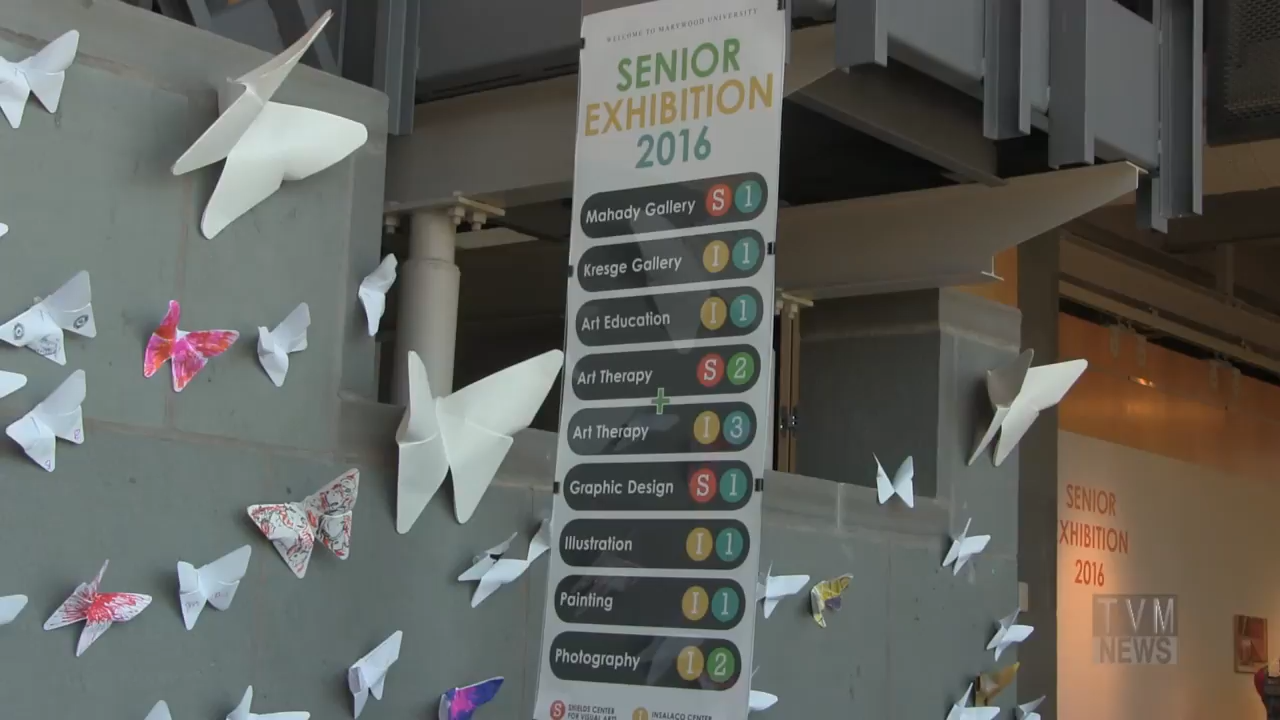 WELCOME TO MARYWOOD UNIVERSITY
SENIOR
EXHIBITION
2016
Mahady Gallery S 1
Kresge Gallery I 1
Art Education I 1
Art Therapy S 2
+
Art Therapy I 3
Graphic Design S 1
Illustration I 1
Painting I 1
Photography I 2
S SHIELDS CENTER
FOR VISUAL ARTS
I INSALACO CENTER
SENIOR
XHIBITION
2016
TVM
NEWS